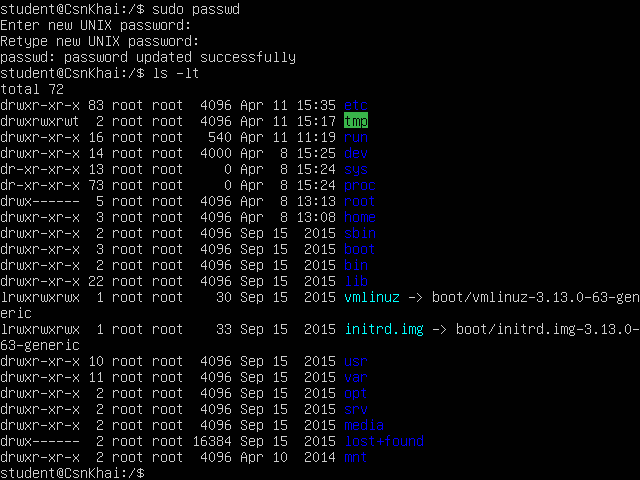 student@CsnKhai:/$ sudo passwd
Enter new UNIX password:
Retype new UNIX password:
passwd: password updated successfully
student@CsnKhai:/$ ls -lt
total 72
drwxr-xr-x 83 root root  4096 Apr 11 15:35 etc
drwxrwxrwt  2 root root  4096 Apr 11 15:17 tmp
drwxr-xr-x 16 root root   540 Apr 11 11:19 run
drwxr-xr-x 14 root root  4000 Apr  8 15:25 dev
dr-xr-xr-x 13 root root     0 Apr  8 15:24 sys
dr-xr-xr-x 73 root root     0 Apr  8 15:24 proc
drwx------  5 root root  4096 Apr  8 13:13 root
drwxr-xr-x  3 root root  4096 Apr  8 13:08 home
drwxr-xr-x  2 root root  4096 Sep 15  2015 sbin
drwxr-xr-x  3 root root  4096 Sep 15  2015 boot
drwxr-xr-x  2 root root  4096 Sep 15  2015 bin
drwxr-xr-x 22 root root  4096 Sep 15  2015 lib
lrwxrwxrwx  1 root root    30 Sep 15  2015 vmlinuz -> boot/vmlinuz-3.13.0-63-gen
eric
lrwxrwxrwx  1 root root    33 Sep 15  2015 initrd.img -> boot/initrd.img-3.13.0-
63-generic
drwxr-xr-x 10 root root  4096 Sep 15  2015 usr
drwxr-xr-x 11 root root  4096 Sep 15  2015 var
drwxr-xr-x  2 root root  4096 Sep 15  2015 opt
drwxr-xr-x  2 root root  4096 Sep 15  2015 srv
drwxr-xr-x  2 root root  4096 Sep 15  2015 media
drwx------  2 root root 16384 Sep 15  2015 lost+found
drwxr-xr-x  2 root root  4096 Apr 10  2014 mnt
student@CsnKhai:/$